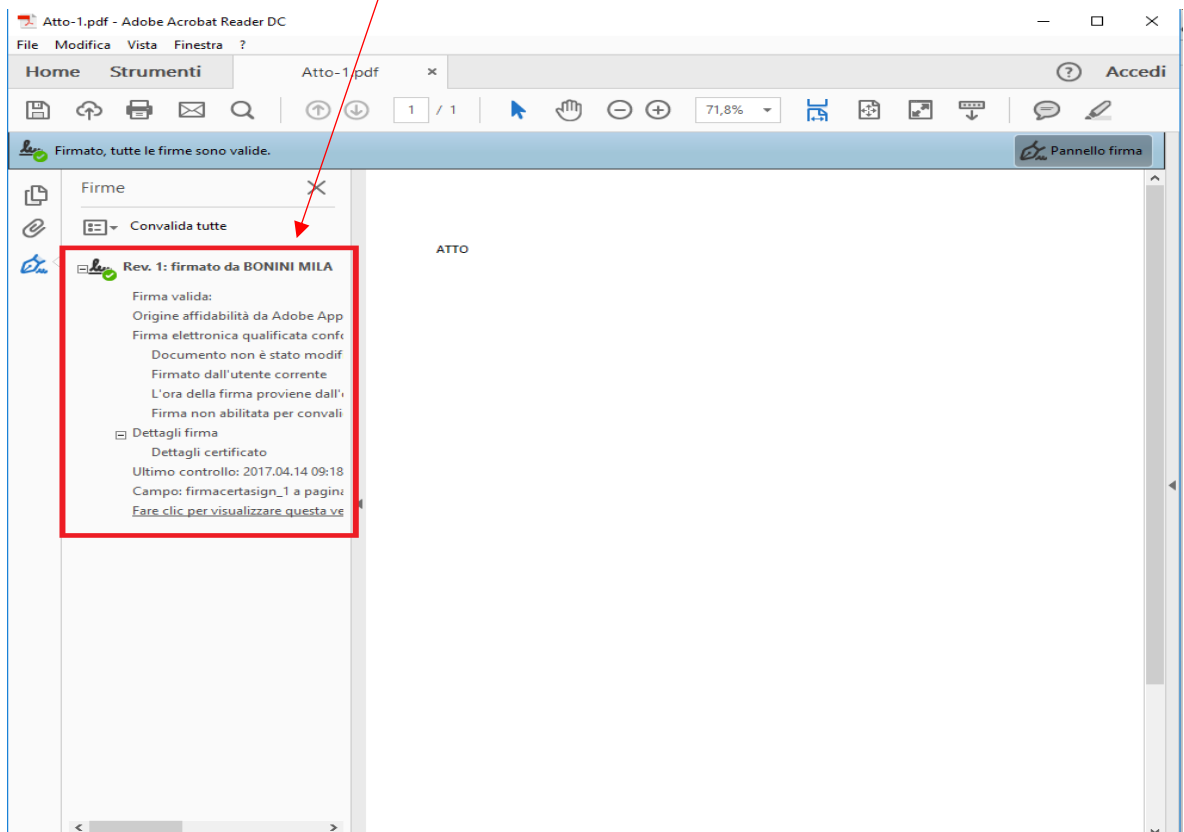 Atto-1.pdf - Adobe Acrobat Reader DC
File Modifica Vista Finestra ?
Home Strumenti Atto-1.pdf × ? Accedi
1 / 1 71,8%
Firmato, tutte le firme sono valide. Pannello firma
Firme
Convalida tutte
ATTO
Rev. 1: firmato da BONINI MILA
Firma valida:
Origine affidabilità da Adobe App
Firma elettronica qualificata confo
Documento non è stato modif
Firmato dall'utente corrente
L'ora della firma proviene dall'
Firma non abilitata per convali
Dettagli firma
Dettagli certificato
Ultimo controllo: 2017.04.14 09:18
Campo: firmacertasign_1 a pagina
Fare clic per visualizzare questa ve